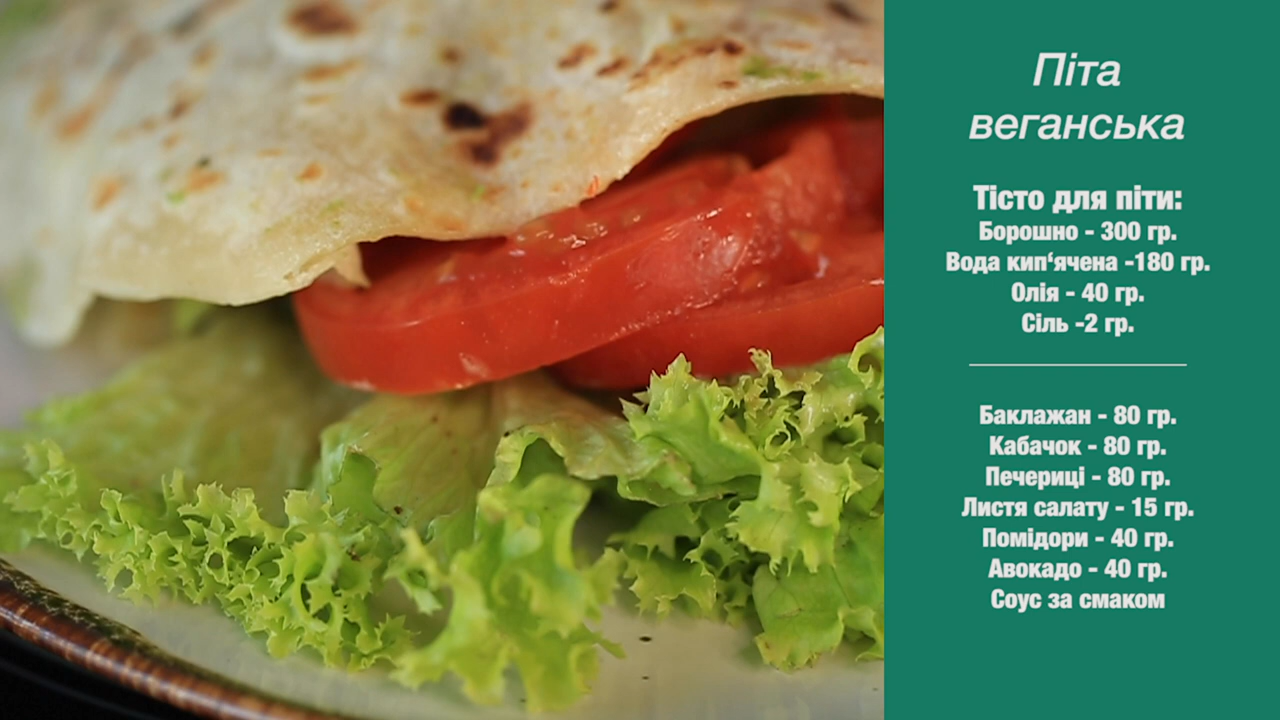 Піта
веганська
Тісто для піти:
Борошно - 300 гр.
Вода кип‘ячена -180 гр.
Олія - 40 гр.
Сіль -2 гр.
Баклажан - 80 гр.
Кабачок - 80 гр.
Печериці - 80 гр.
Листя салату - 15 гр.
Помідори - 40 гр.
Авокадо - 40 гр.
Соус за смаком